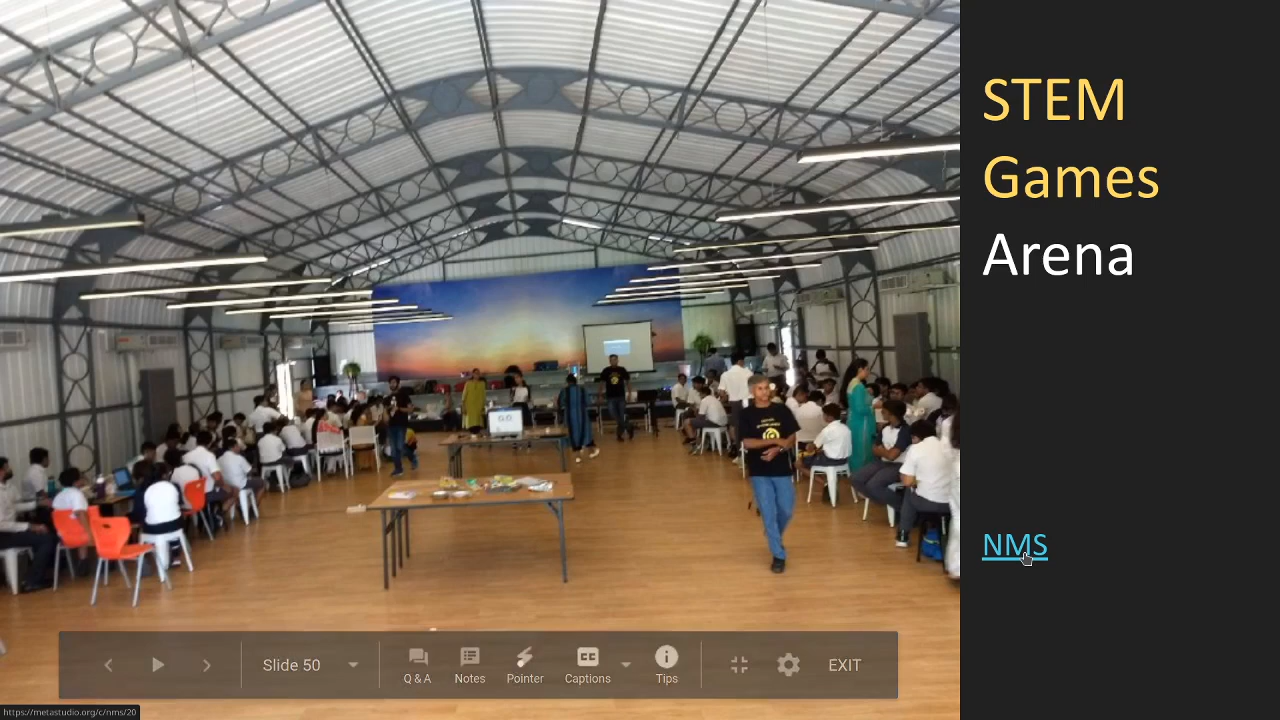 STEM
Games
Arena
NMS
Slide 50
Q & A
Notes
Pointer
Captions
Tips
EXIT
https://metastudio.org/c/nms/20